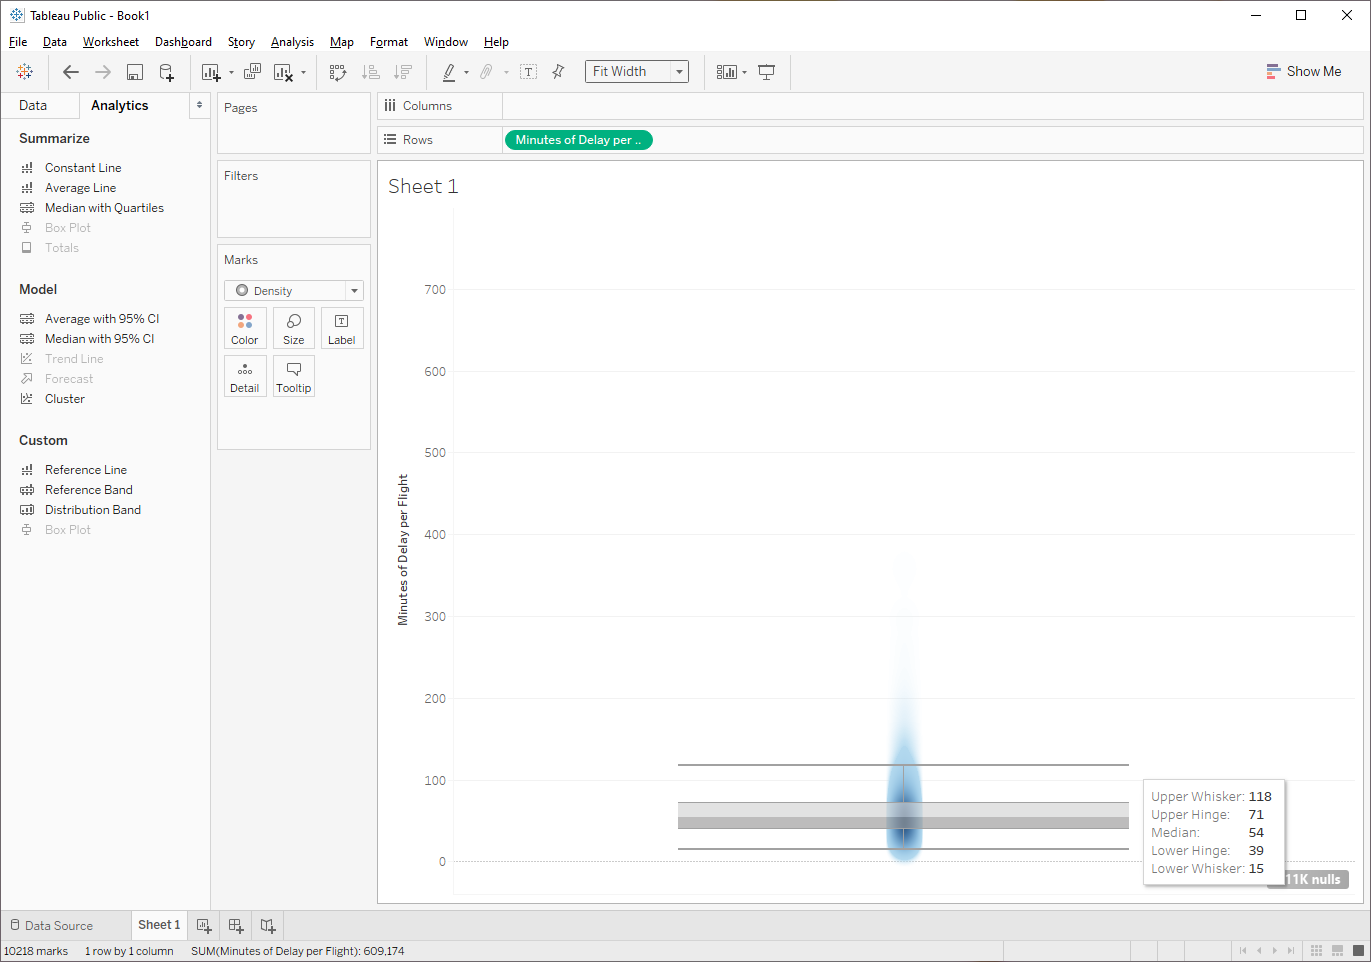 Tableau Public - Book1
File Data Worksheet Dashboard Story Analysis Map Format Window Help
Fit Width
Show Me
Data Analytics
Summarize
Constant Line
Average Line
Median with Quartiles
Box Plot
Totals
Model
Average with 95% CI
Median with 95% CI
Trend Line
Forecast
Cluster
Custom
Reference Line
Reference Band
Distribution Band
Box Plot
Pages
Filters
Marks
Density
Color Size Label
Detail Tooltip
Columns
Rows Minutes of Delay per ..
Sheet 1
Minutes of Delay per Flight
700
600
500
400
300
200
100
0
Upper Whisker: 118
Upper Hinge: 71
Median: 54
Lower Hinge: 39
Lower Whisker: 15
11K nulls
Data Source Sheet 1
10218 marks 1 row by 1 column SUM(Minutes of Delay per Flight): 609,174